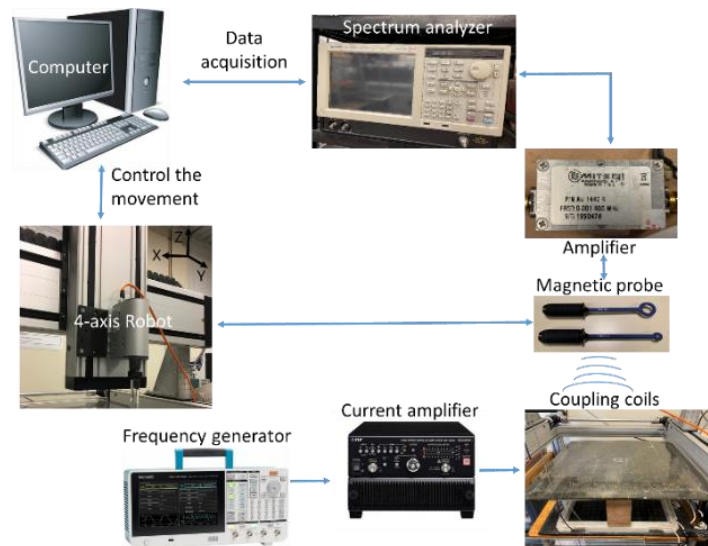 Computer
Data
acquisition
Spectrum analyzer
Control the
movement
MITEQ
Amplifier
Magnetic probe
Z
X
Y
4-axis Robot
Coupling coils
Current amplifier
Frequency generator